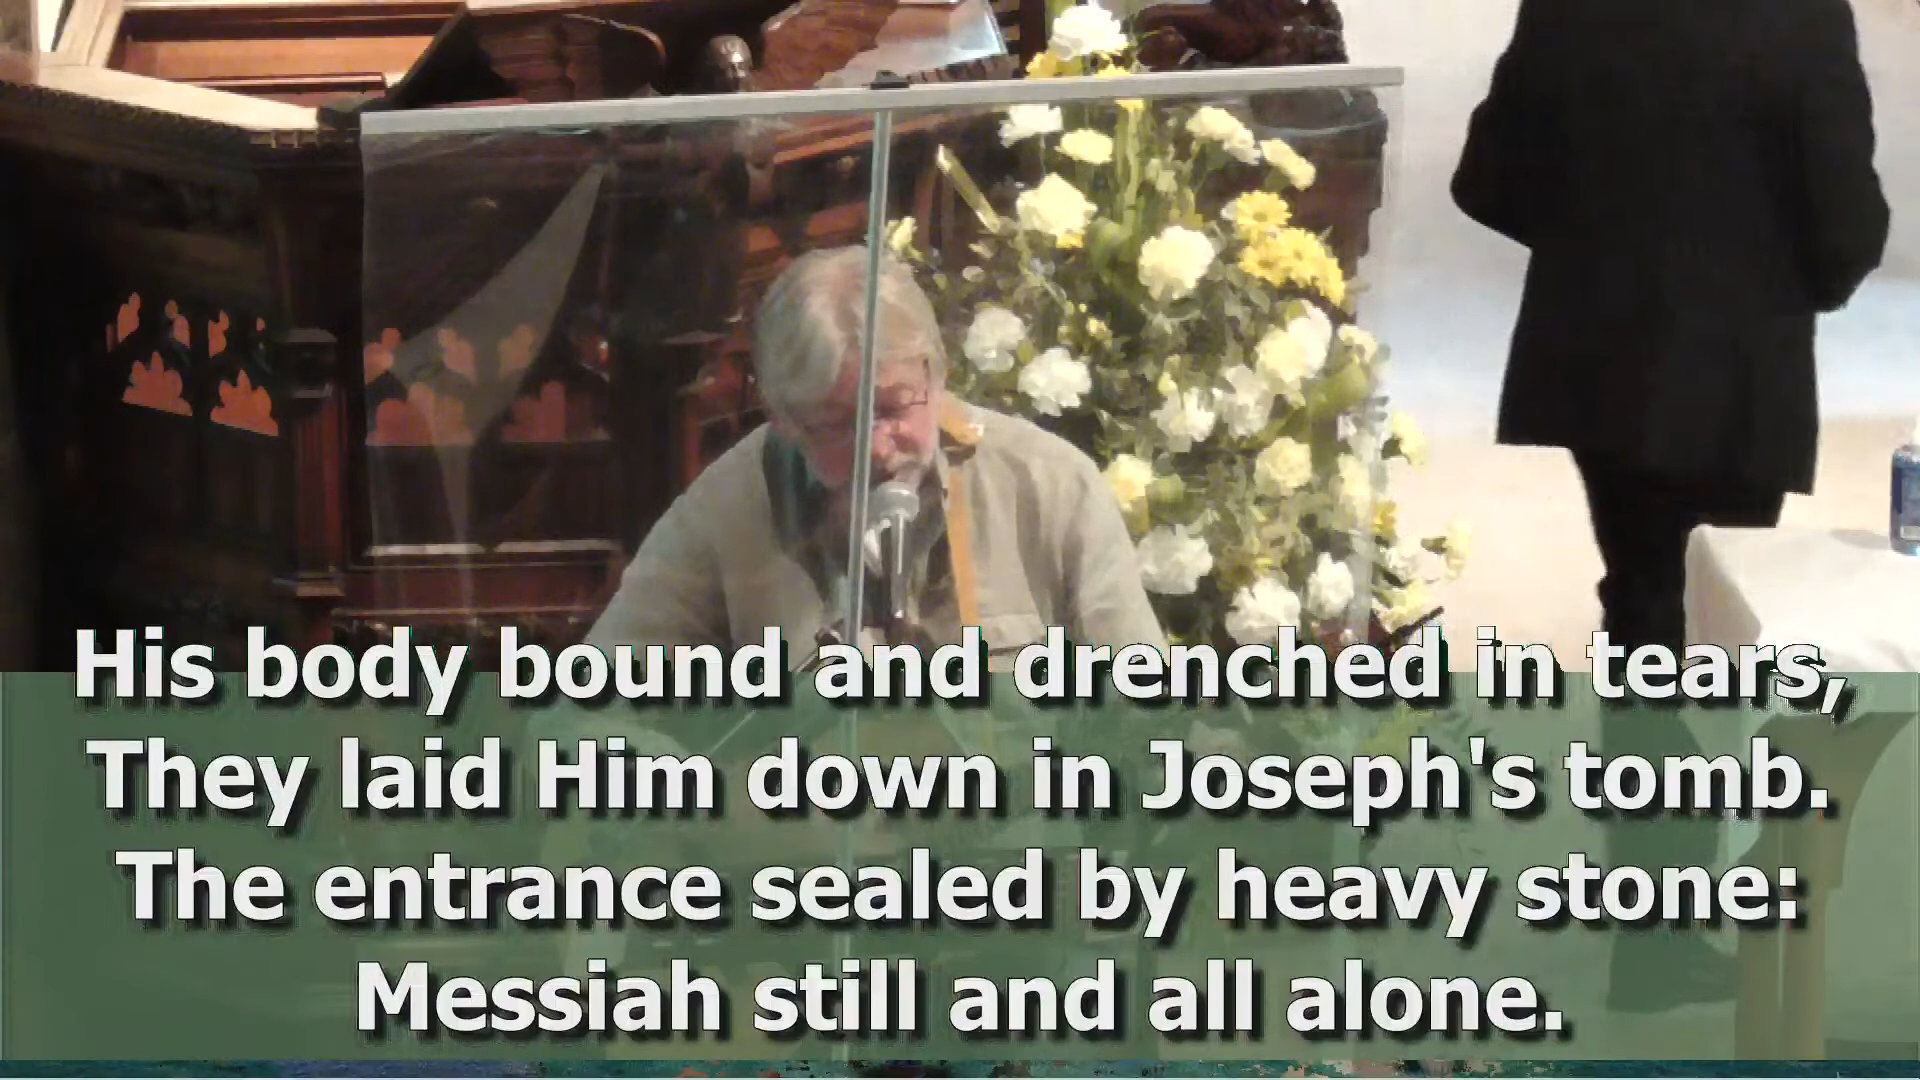 His body bound and drenched in tears,
They laid Him down in Joseph's tomb.
The entrance sealed by heavy stone:
Messiah still and all alone.